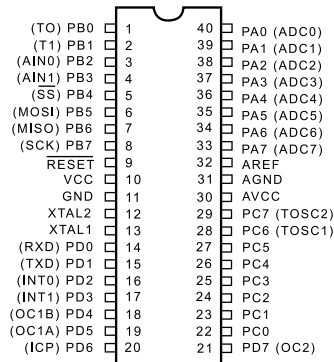 (TO) PB0 1 40 PA0 (ADC0)
(T1) PB1 2 39 PA1 (ADC1)
(AIN0) PB2 3 38 PA2 (ADC2)
(AIN1) PB3 4 37 PA3 (ADC3)
(SS) PB4 5 36 PA4 (ADC4)
(MOSI) PB5 6 35 PA5 (ADC5)
(MISO) PB6 7 34 PA6 (ADC6)
(SCK) PB7 8 33 PA7 (ADC7)
RESET 9 32 AREF
VCC 10 31 AGND
GND 11 30 AVCC
XTAL2 12 29 PC7 (TOSC2)
XTAL1 13 28 PC6 (TOSC1)
(RXD) PD0 14 27 PC5
(TXD) PD1 15 26 PC4
(INT0) PD2 16 25 PC3
(INT1) PD3 17 24 PC2
(OC1B) PD4 18 23 PC1
(OC1A) PD5 19 22 PC0
(ICP) PD6 20 21 PD7 (OC2)